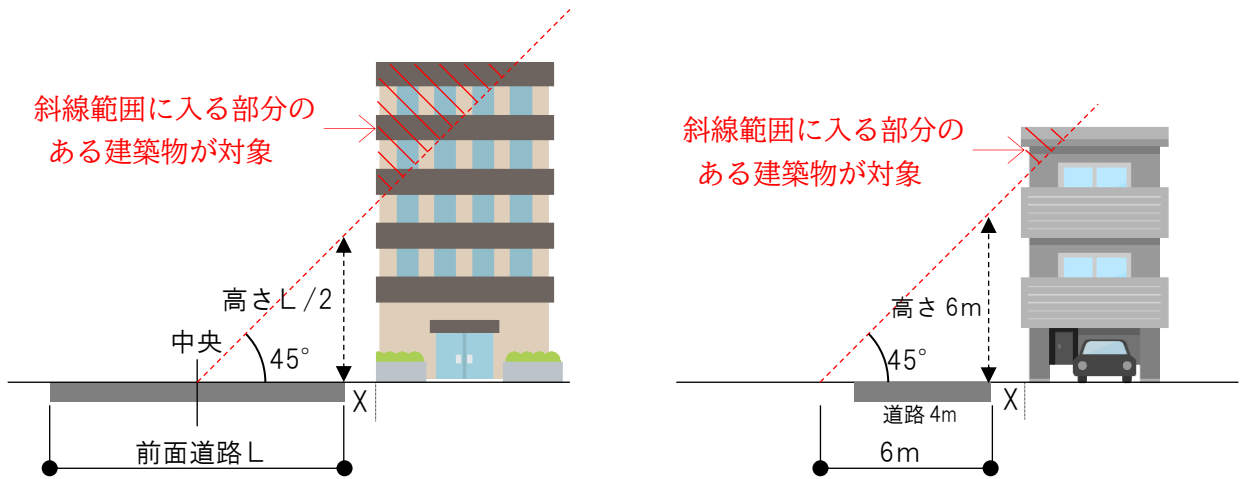 斜線範囲に入る部分の
ある建築物が対象
高さL/2
中央
45°
X
前面道路L
斜線範囲に入る部分の
ある建築物が対象
高さ6m
45°
X
道路4m
6m